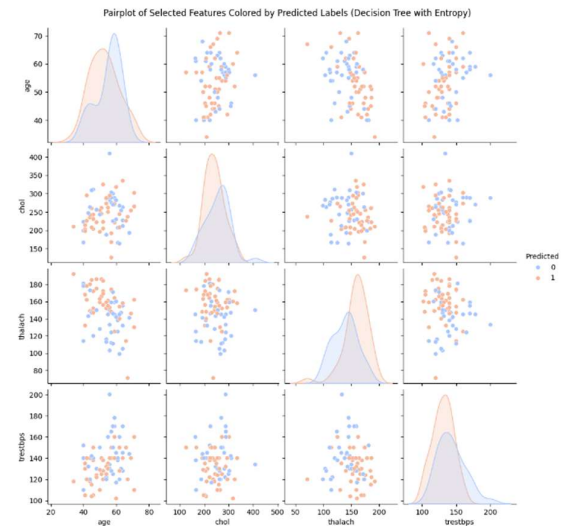 Pairplot of Selected Features Colored by Predicted Labels (Decision Tree with Entropy)
70
60
50
40
age
400
350
300
250
200
150
chol
Predicted
0
1
180
160
140
120
100
80
thalach
200
180
160
140
120
100
trestbps
20 40 60 80
100 200 300 400 500
50 100 150 200
100 150 200
age chol thalach trestbps